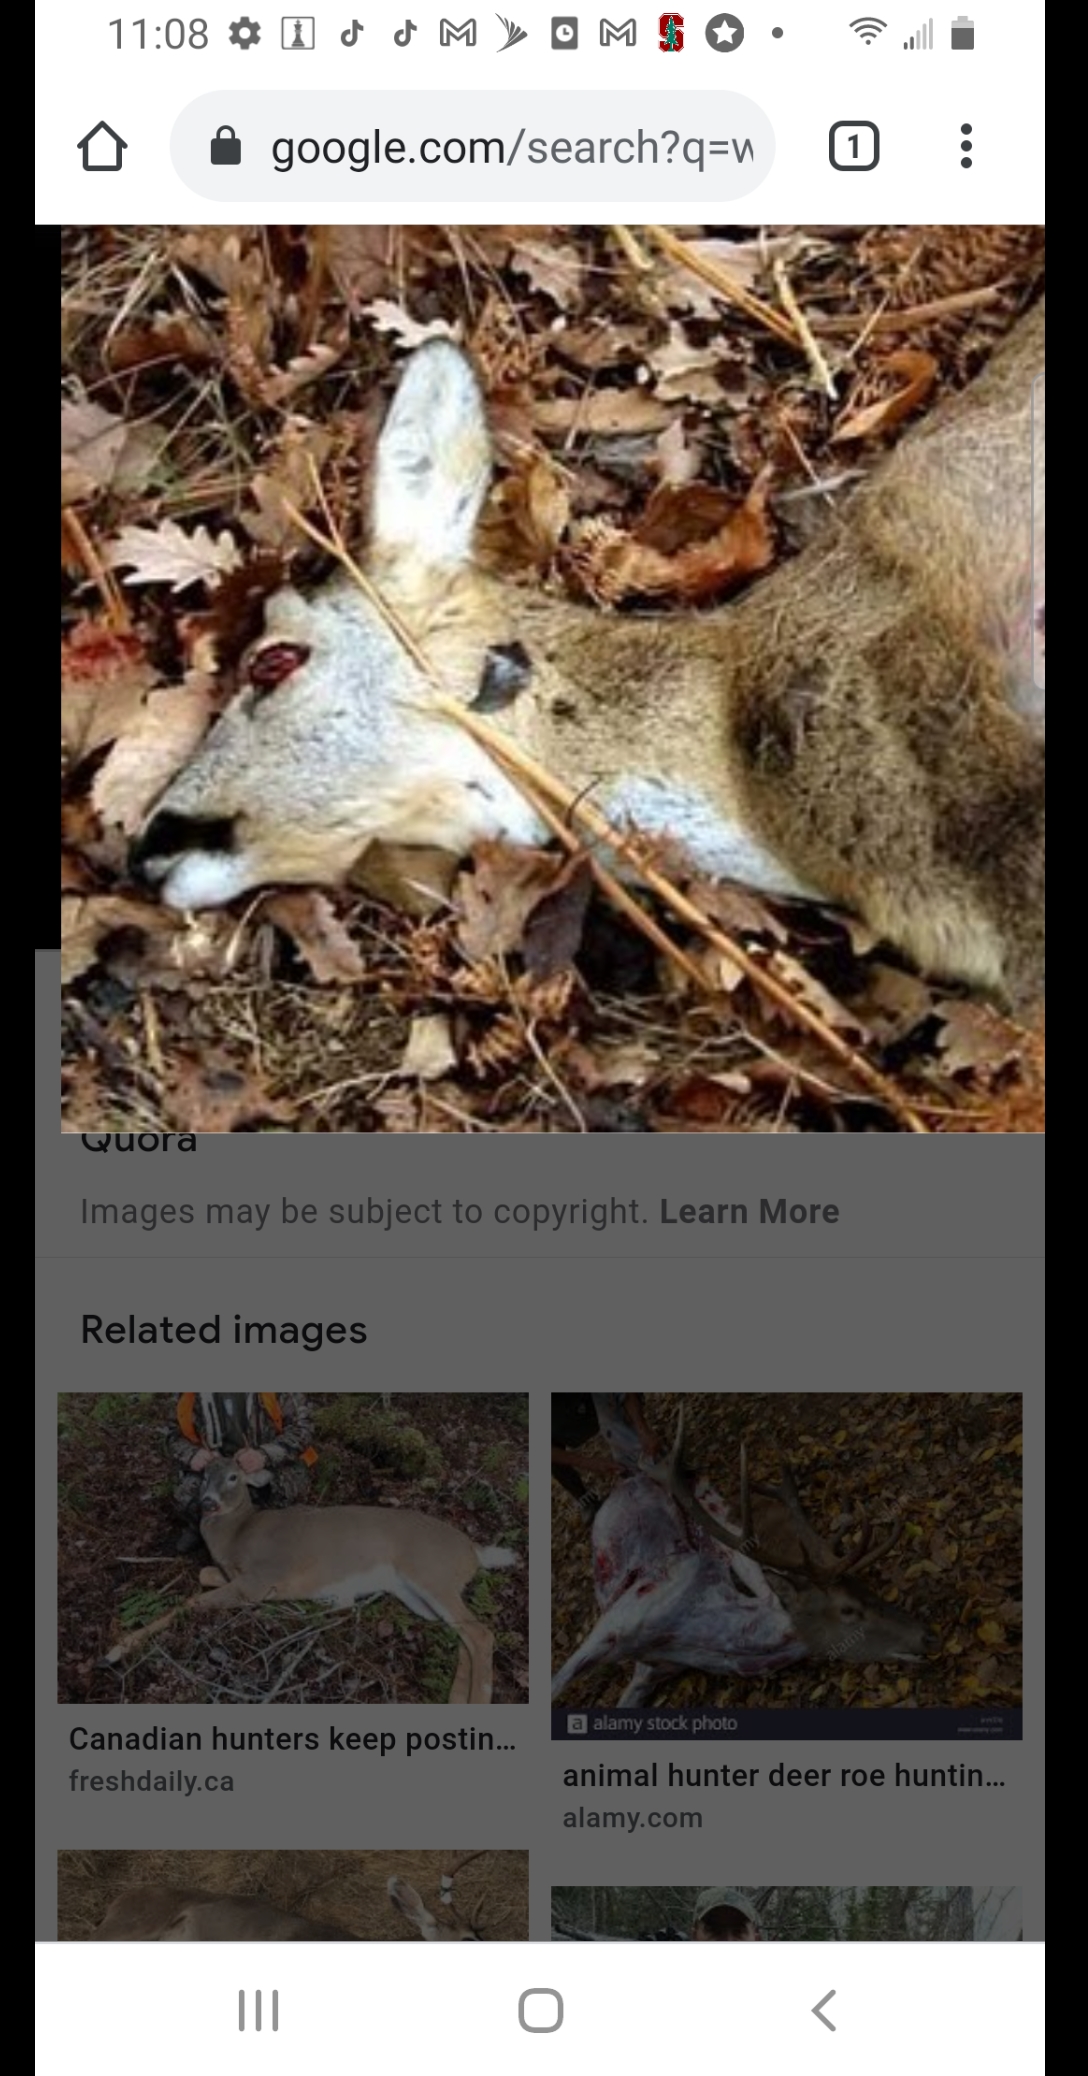 11:08
google.com/search?q=w
1
Quora
Images may be subject to copyright. Learn More
Related images
Canadian hunters keep postin...
freshdaily.ca
alamy
a alamy stock photo
animal hunter deer roe huntin...
alamy.com